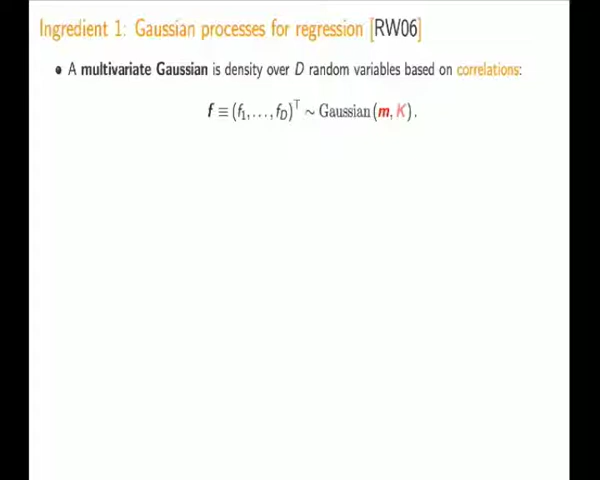 Ingredient 1: Gaussian processes for regression [RW06]
• A multivariate Gaussian is density over D random variables based on correlations:
f ≡ (f₁, …, f_D)ᵀ ∼ Gaussian(m, K).